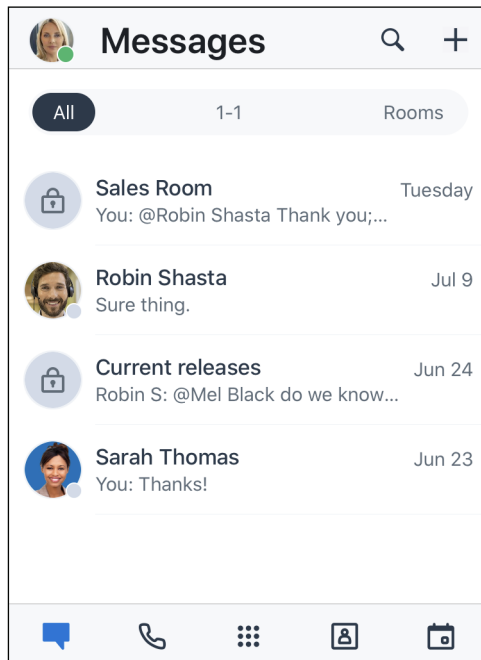 Messages
All 1-1 Rooms
Sales Room Tuesday
You: @Robin Shasta Thank you;...
Robin Shasta Jul 9
Sure thing.
Current releases Jun 24
Robin S: @Mel Black do we know...
Sarah Thomas Jun 23
You: Thanks!